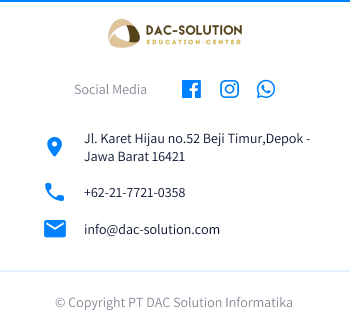 DAC-SOLUTION
EDUCATION-CENTER
Social Media
Jl. Karet Hijau no.52 Beji Timur,Depok -
Jawa Barat 16421
+62-21-7721-0358
info@dac-solution.com
© Copyright PT DAC Solution Informatika